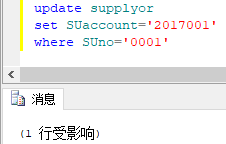 update supplyor
set SUaccount='2017001'
where SUno='0001'
消息
(1 行受影响)